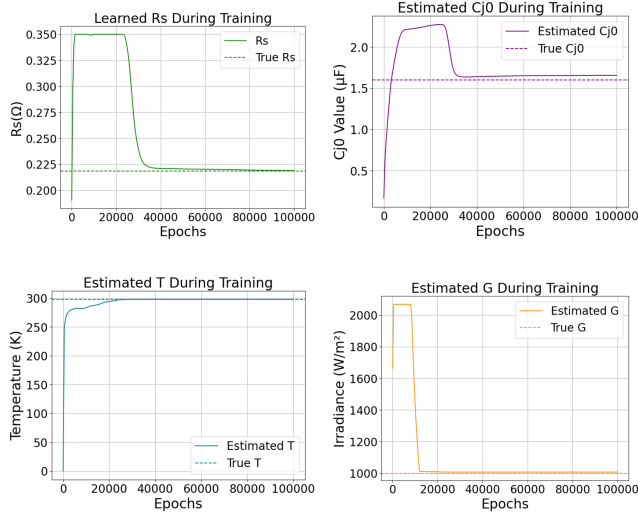 Learned Rs During Training
Rs(Ω)
0.350
0.325
0.300
0.275
0.250
0.225
0.200
Rs
True Rs
0 20000 40000 60000 80000 100000
Epochs
Estimated Cj0 During Training
Cj0 Value (μF)
2.0
1.5
1.0
0.5
Estimated Cj0
True Cj0
0 20000 40000 60000 80000 100000
Epochs
Estimated T During Training
Temperature (K)
300
250
200
150
100
50
0
Estimated T
True T
0 20000 40000 60000 80000 100000
Epochs
Estimated G During Training
Irradiance (W/m²)
2000
1800
1600
1400
1200
1000
Estimated G
True G
0 20000 40000 60000 80000 100000
Epochs